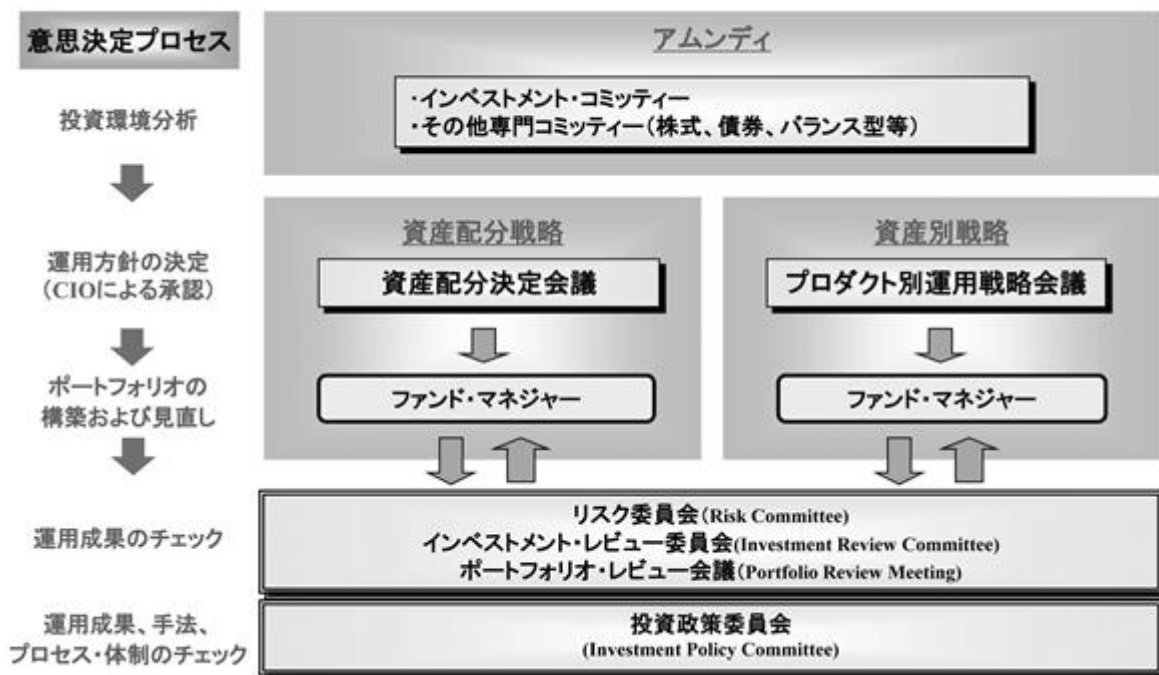 意思決定プロセス
アムンディ
投資環境分析
・インベストメント・コミッティー
・その他専門コミッティー(株式、債券、バランス型等)
運用方針の決定
(CIOによる承認)
資産配分戦略
資産配分決定会議
資産別戦略
プロダクト別運用戦略会議
ポートフォリオの
構築および見直し
ファンド・マネジャー
ファンド・マネジャー
運用成果のチェック
リスク委員会(Risk Committee)
インベストメント・レビュー委員会(Investment Review Committee)
ポートフォリオ・レビュー会議(Portfolio Review Meeting)
運用成果、手法、
プロセス・体制のチェック
投資政策委員会
(Investment Policy Committee)